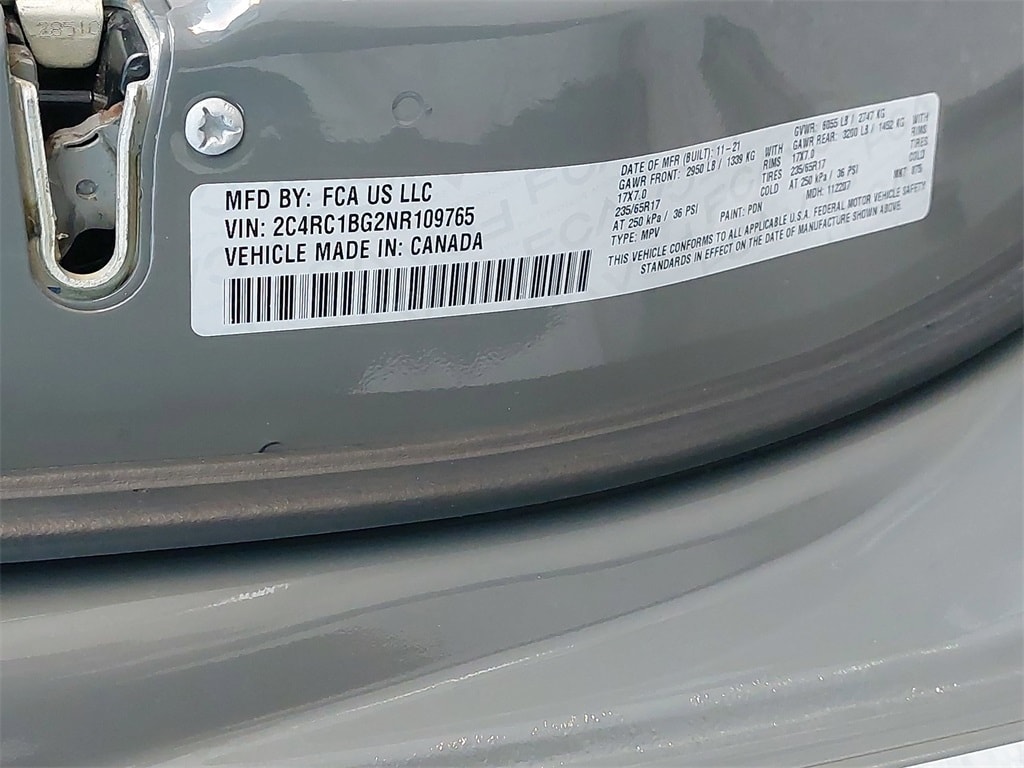 MFD BY: FCA US LLC
VIN: 2C4RC1BG2NR109765
VEHICLE MADE IN: CANADA
DATE OF MFR (BUILT): 11-21 GVWR: 6055 LB / 2747 KG
GAWR FRONT: 2950 LB / 1339 KG WITH GAWR REAR: 3200 LB / 1452 KG WITH
17X7.0 RIMS 17X7.0 RIMS
235/65R17 TIRES 235/65R17 TIRES
AT 250 kPa / 36 PSI COLD AT 250 kPa / 36 PSI COLD
TYPE: MPV PAINT: PDN MDH: 112207 MKT:
THIS VEHICLE CONFORMS TO ALL APPLICABLE U.S.A. FEDERAL MOTOR VEHICLE SAFETY
STANDARDS IN EFFECT ON THE DATE OF MANUFACTURE SHOWN ABOVE.